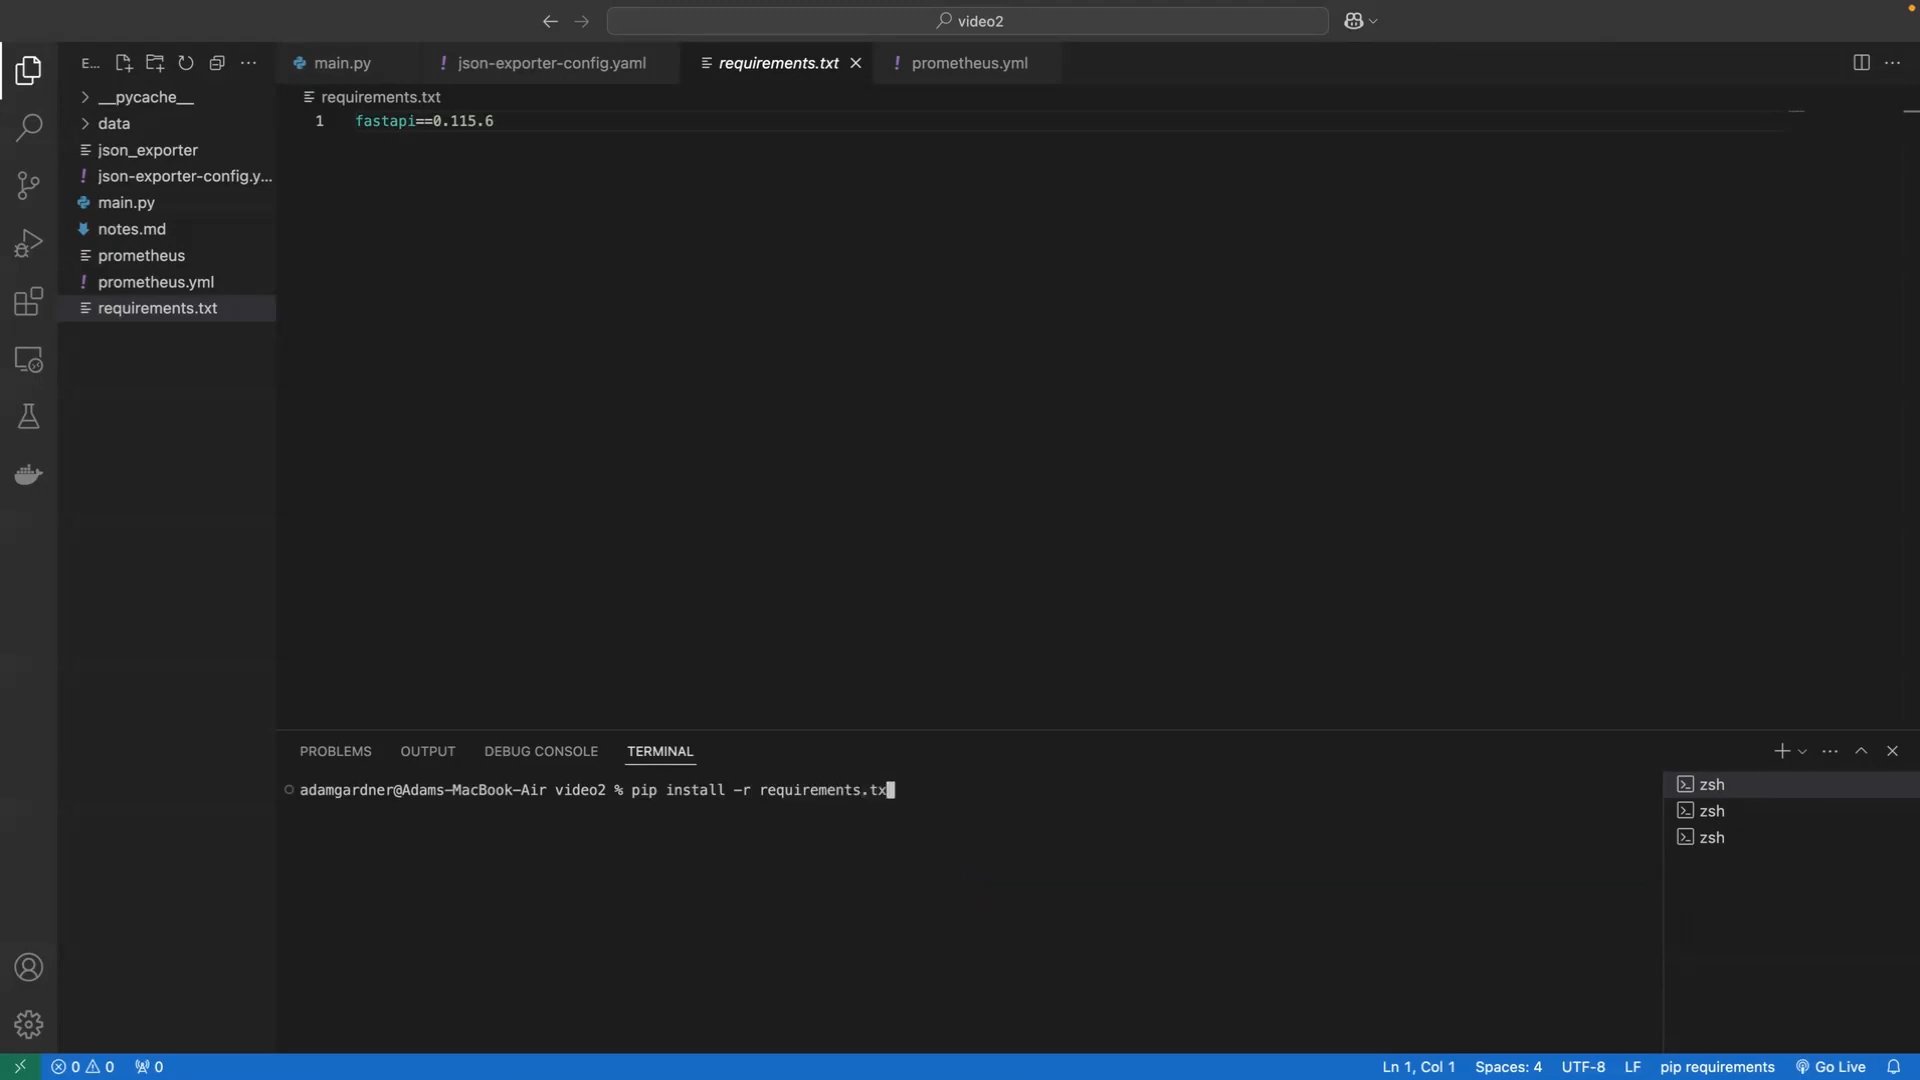 video2
E...
main.py
json-exporter-config.yaml
requirements.txt
prometheus.yml
__pycache__
data
json_exporter
json-exporter-config.y...
main.py
notes.md
prometheus
prometheus.yml
requirements.txt
requirements.txt
1 fastapi==0.115.6
PROBLEMS OUTPUT DEBUG CONSOLE TERMINAL
adamgardner@Adams-MacBook-Air video2 % pip install -r requirements.tx
zsh
zsh
zsh
0 0 0 Ln 1, Col 1 Spaces: 4 UTF-8 LF pip requirements Go Live